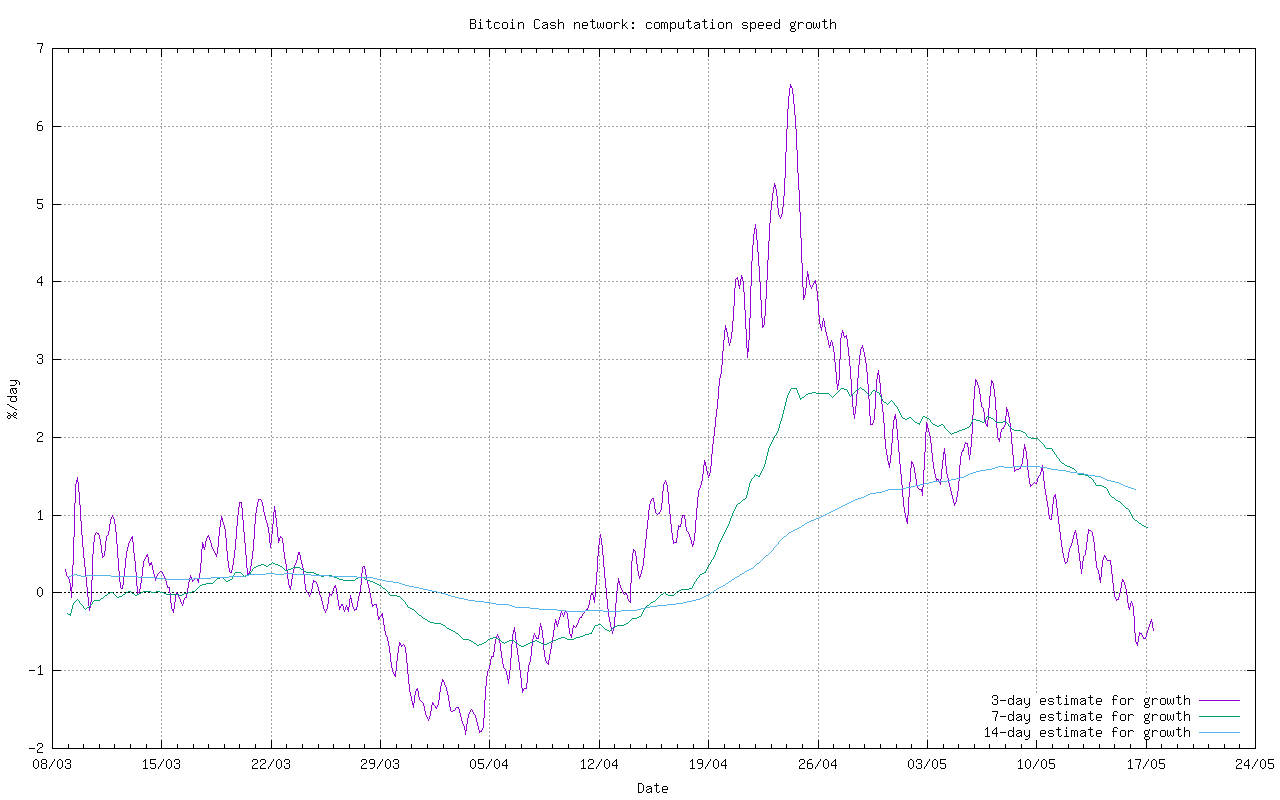 Bitcoin Cash network: computation speed growth
7
6
5
4
3
2
1
0
-1
-2
%/day
3-day estimate for growth
7-day estimate for growth
14-day estimate for growth
08/03 15/03 22/03 29/03 05/04 12/04 19/04 26/04 03/05 10/05 17/05 24/05
Date